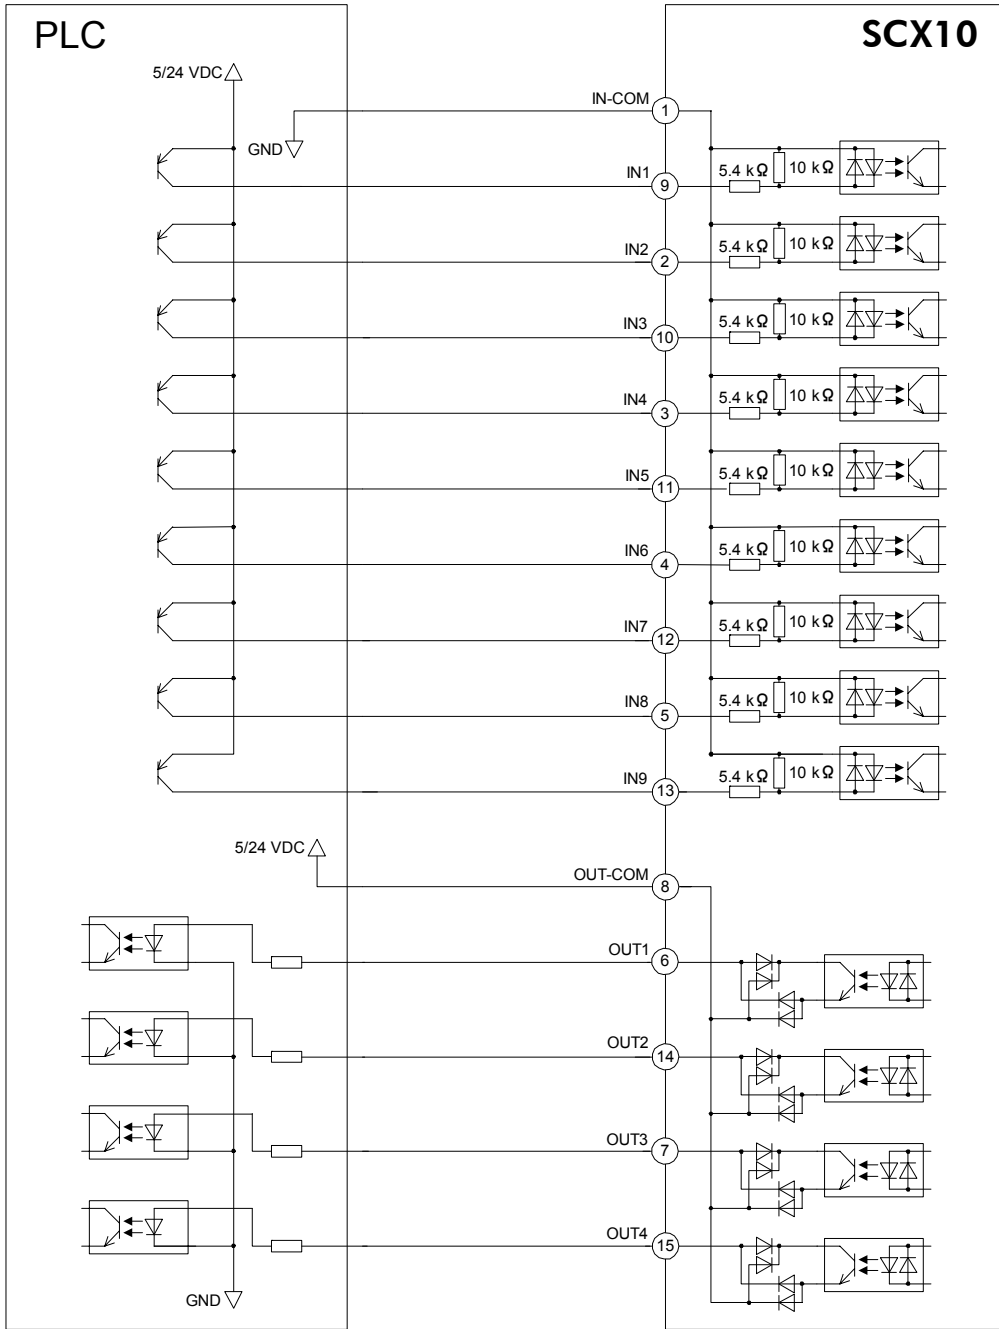 PLC
SCX10
5/24 VDC
IN-COM
1
GND
5.4 kΩ
10 kΩ
IN1
9
5.4 kΩ
10 kΩ
IN2
2
5.4 kΩ
10 kΩ
IN3
10
5.4 kΩ
10 kΩ
IN4
3
5.4 kΩ
10 kΩ
IN5
11
5.4 kΩ
10 kΩ
IN6
4
5.4 kΩ
10 kΩ
IN7
12
5.4 kΩ
10 kΩ
IN8
5
5.4 kΩ
10 kΩ
IN9
13
5/24 VDC
OUT-COM
8
OUT1
6
OUT2
14
OUT3
7
OUT4
15
GND